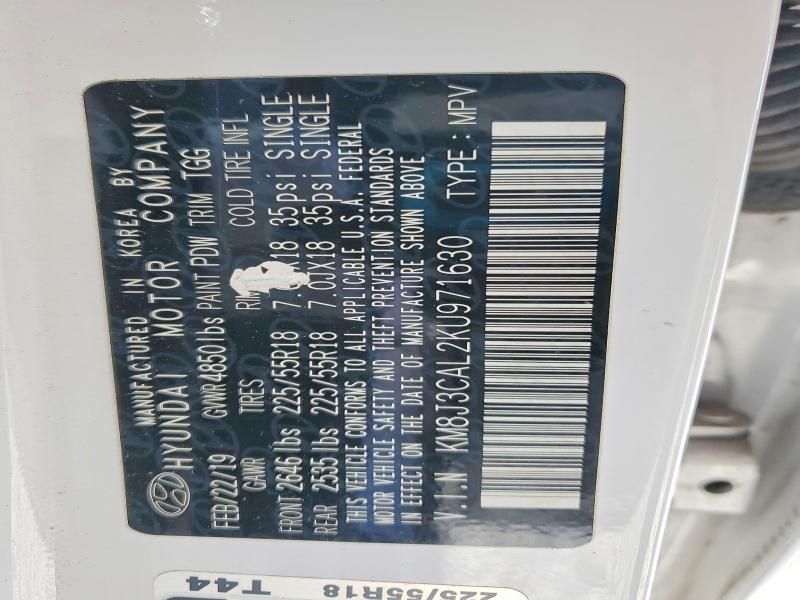 MANUFACTURED IN KOREA BY
HYUNDAI MOTOR COMPANY
FEB/22/19 GVWR4850lbs PAINT PDW TRIM TGG
GAWR TIRES COLD TIRE INFL
FRONT 2646 lbs 225/55R18 35psi SINGLE
REAR 2535 lbs 225/55R18 7.0JX18 35psi SINGLE
THIS VEHICLE CONFORMS TO ALL APPLICABLE U.S.A. FEDERAL
MOTOR VEHICLE SAFETY AND THEFT PREVENTION STANDARDS
IN EFFECT ON THE DATE OF MANUFACTURE SHOWN ABOVE
V.I.N : KM8J3CAL2KU971630 TYPE : MPV
T44
225/55R18